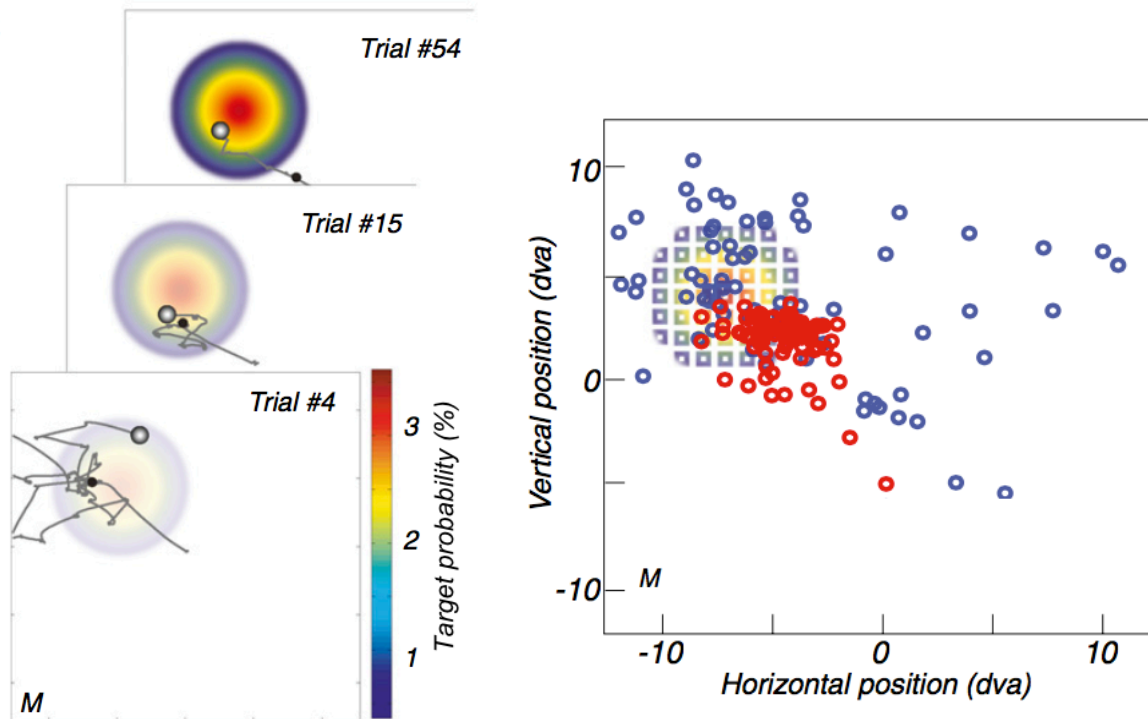 Trial #54
Trial #15
Trial #4
3
2
1
Target probability (%)
M
10
0
-10
Vertical position (dva)
M
-10
0
10
Horizontal position (dva)